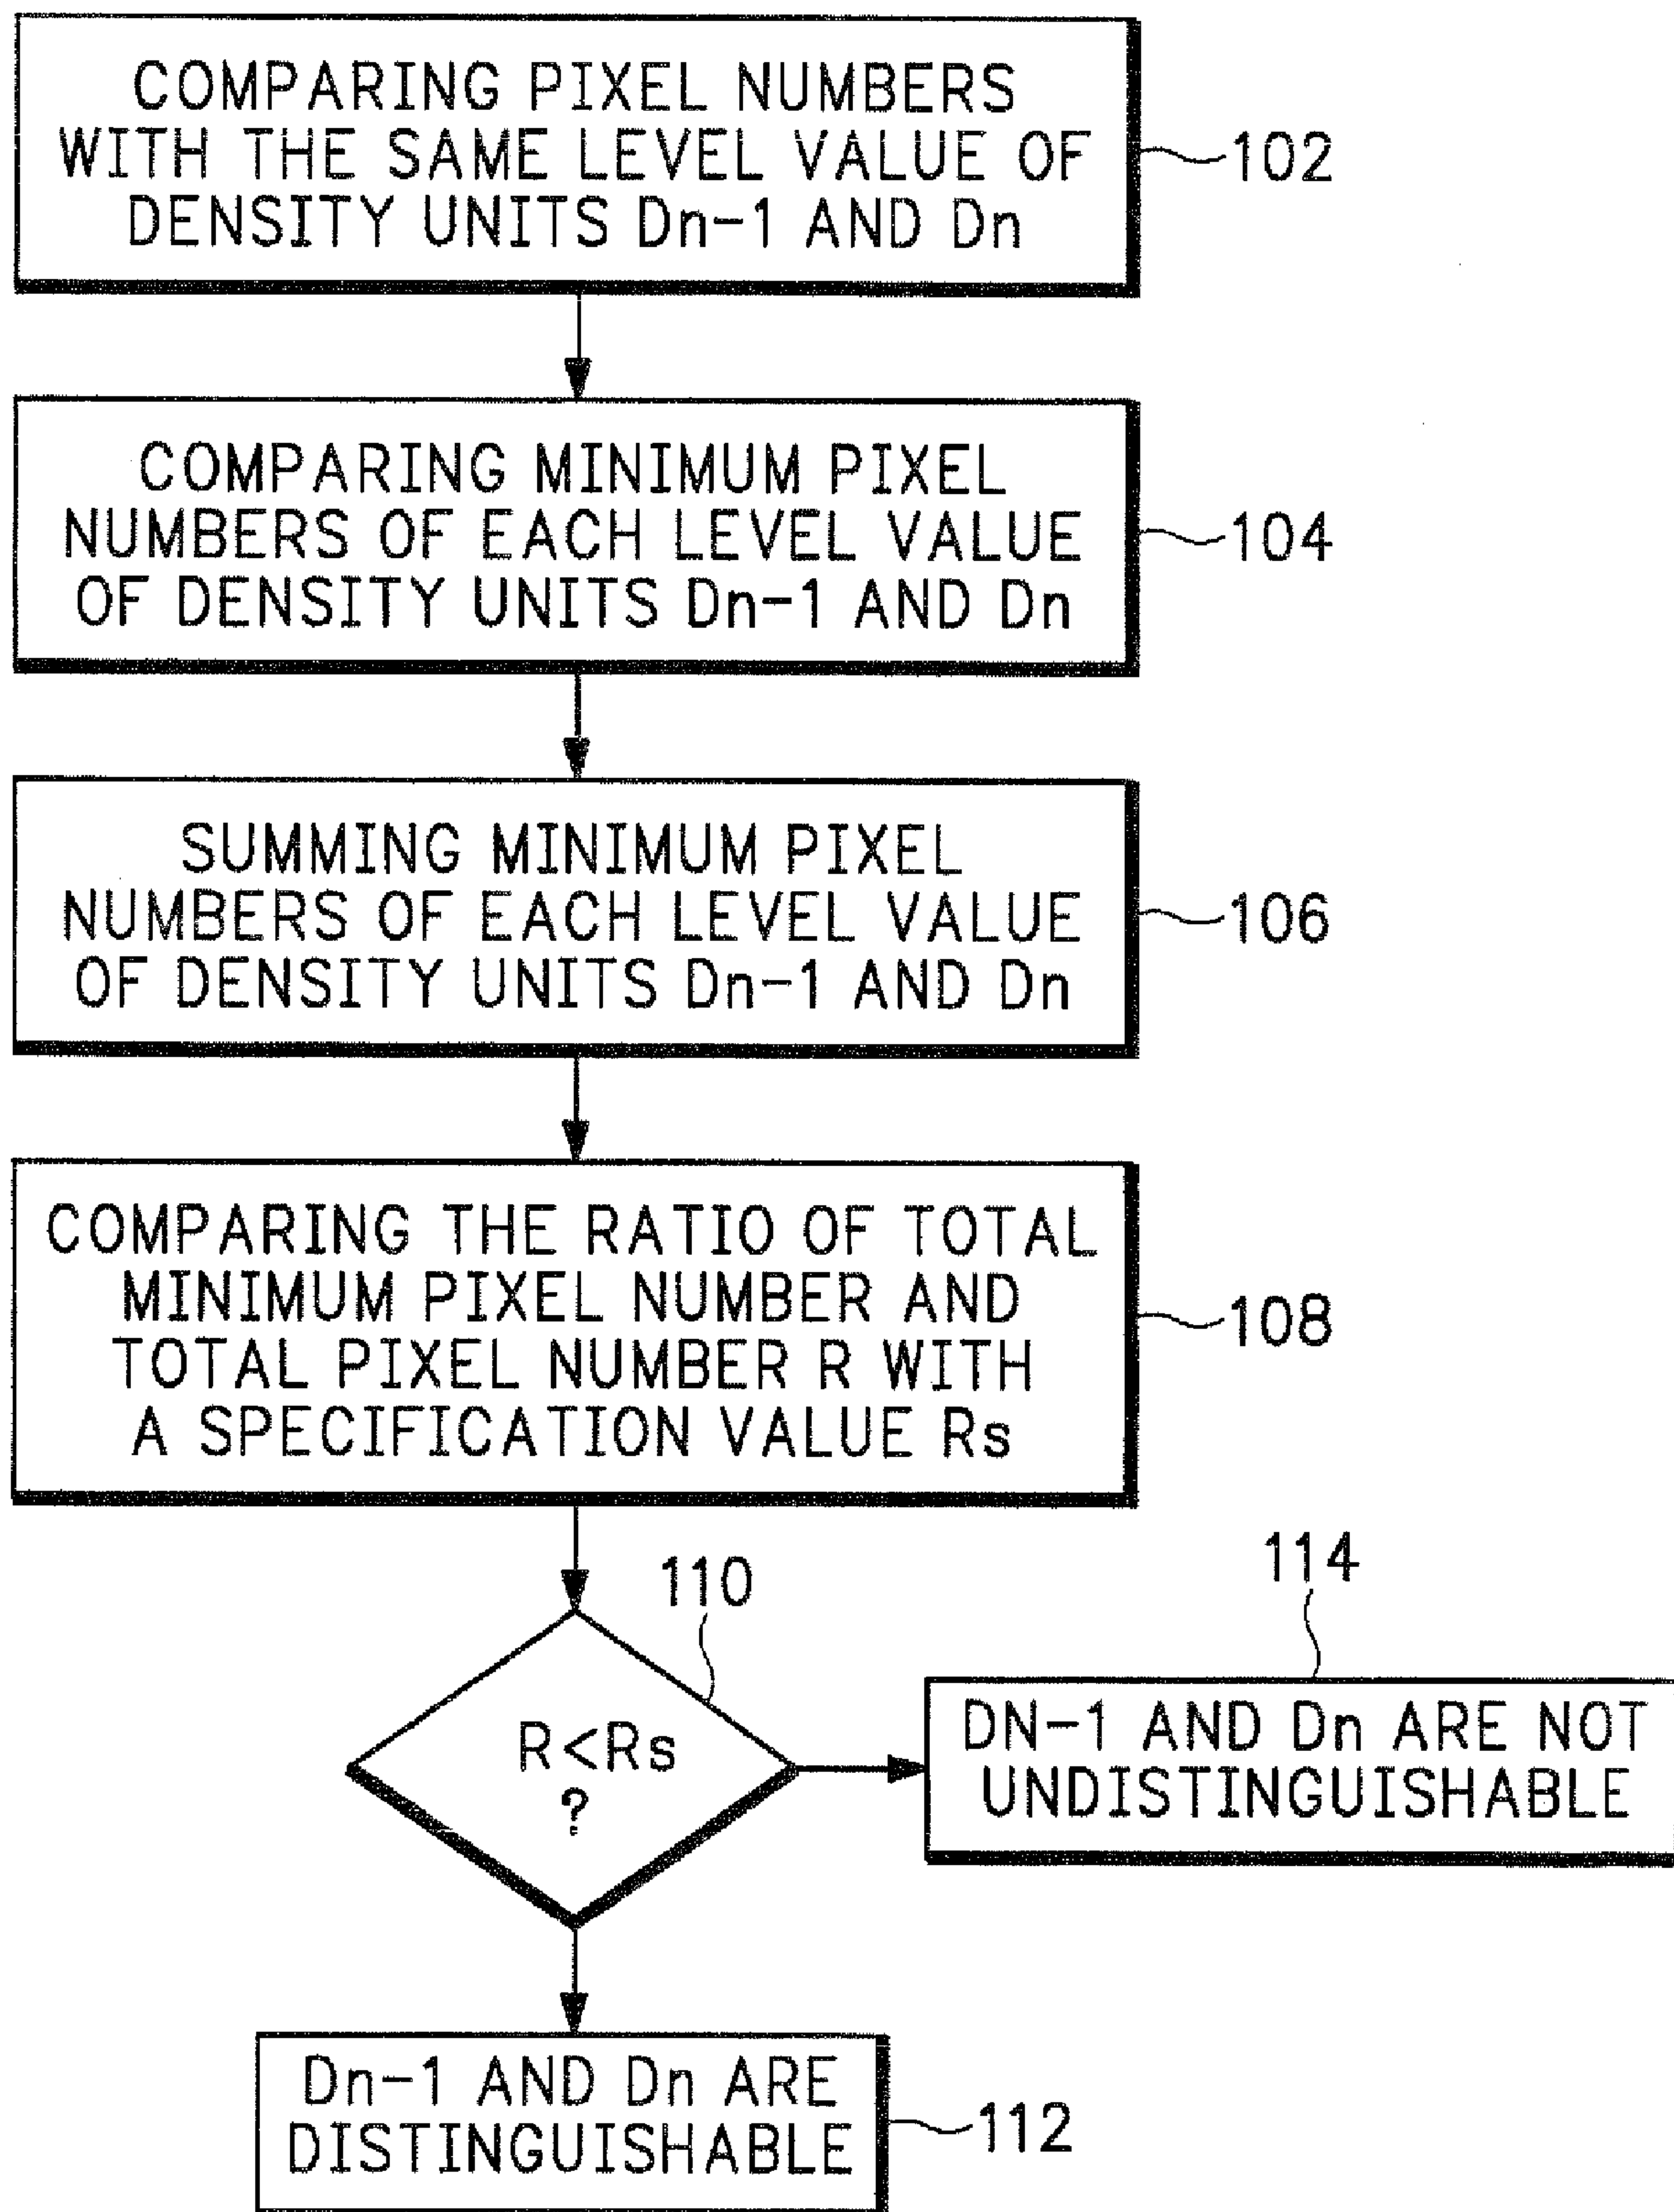 COMPARING PIXEL NUMBERS
WITH THE SAME LEVEL VALUE OF
DENSITY UNITS Dn-1 AND Dn
102
COMPARING MINIMUM PIXEL
NUMBERS OF EACH LEVEL VALUE
OF DENSITY UNITS Dn-1 AND Dn
104
SUMMING MINIMUM PIXEL
NUMBERS OF EACH LEVEL VALUE
OF DENSITY UNITS Dn-1 AND Dn
106
COMPARING THE RATIO OF TOTAL
MINIMUM PIXEL NUMBER AND
TOTAL PIXEL NUMBER R WITH
A SPECIFICATION VALUE Rs
108
110
R<Rs
?
114
DN-1 AND Dn ARE NOT
UNDISTINGUISHABLE
Dn-1 AND Dn ARE
DISTINGUISHABLE
112